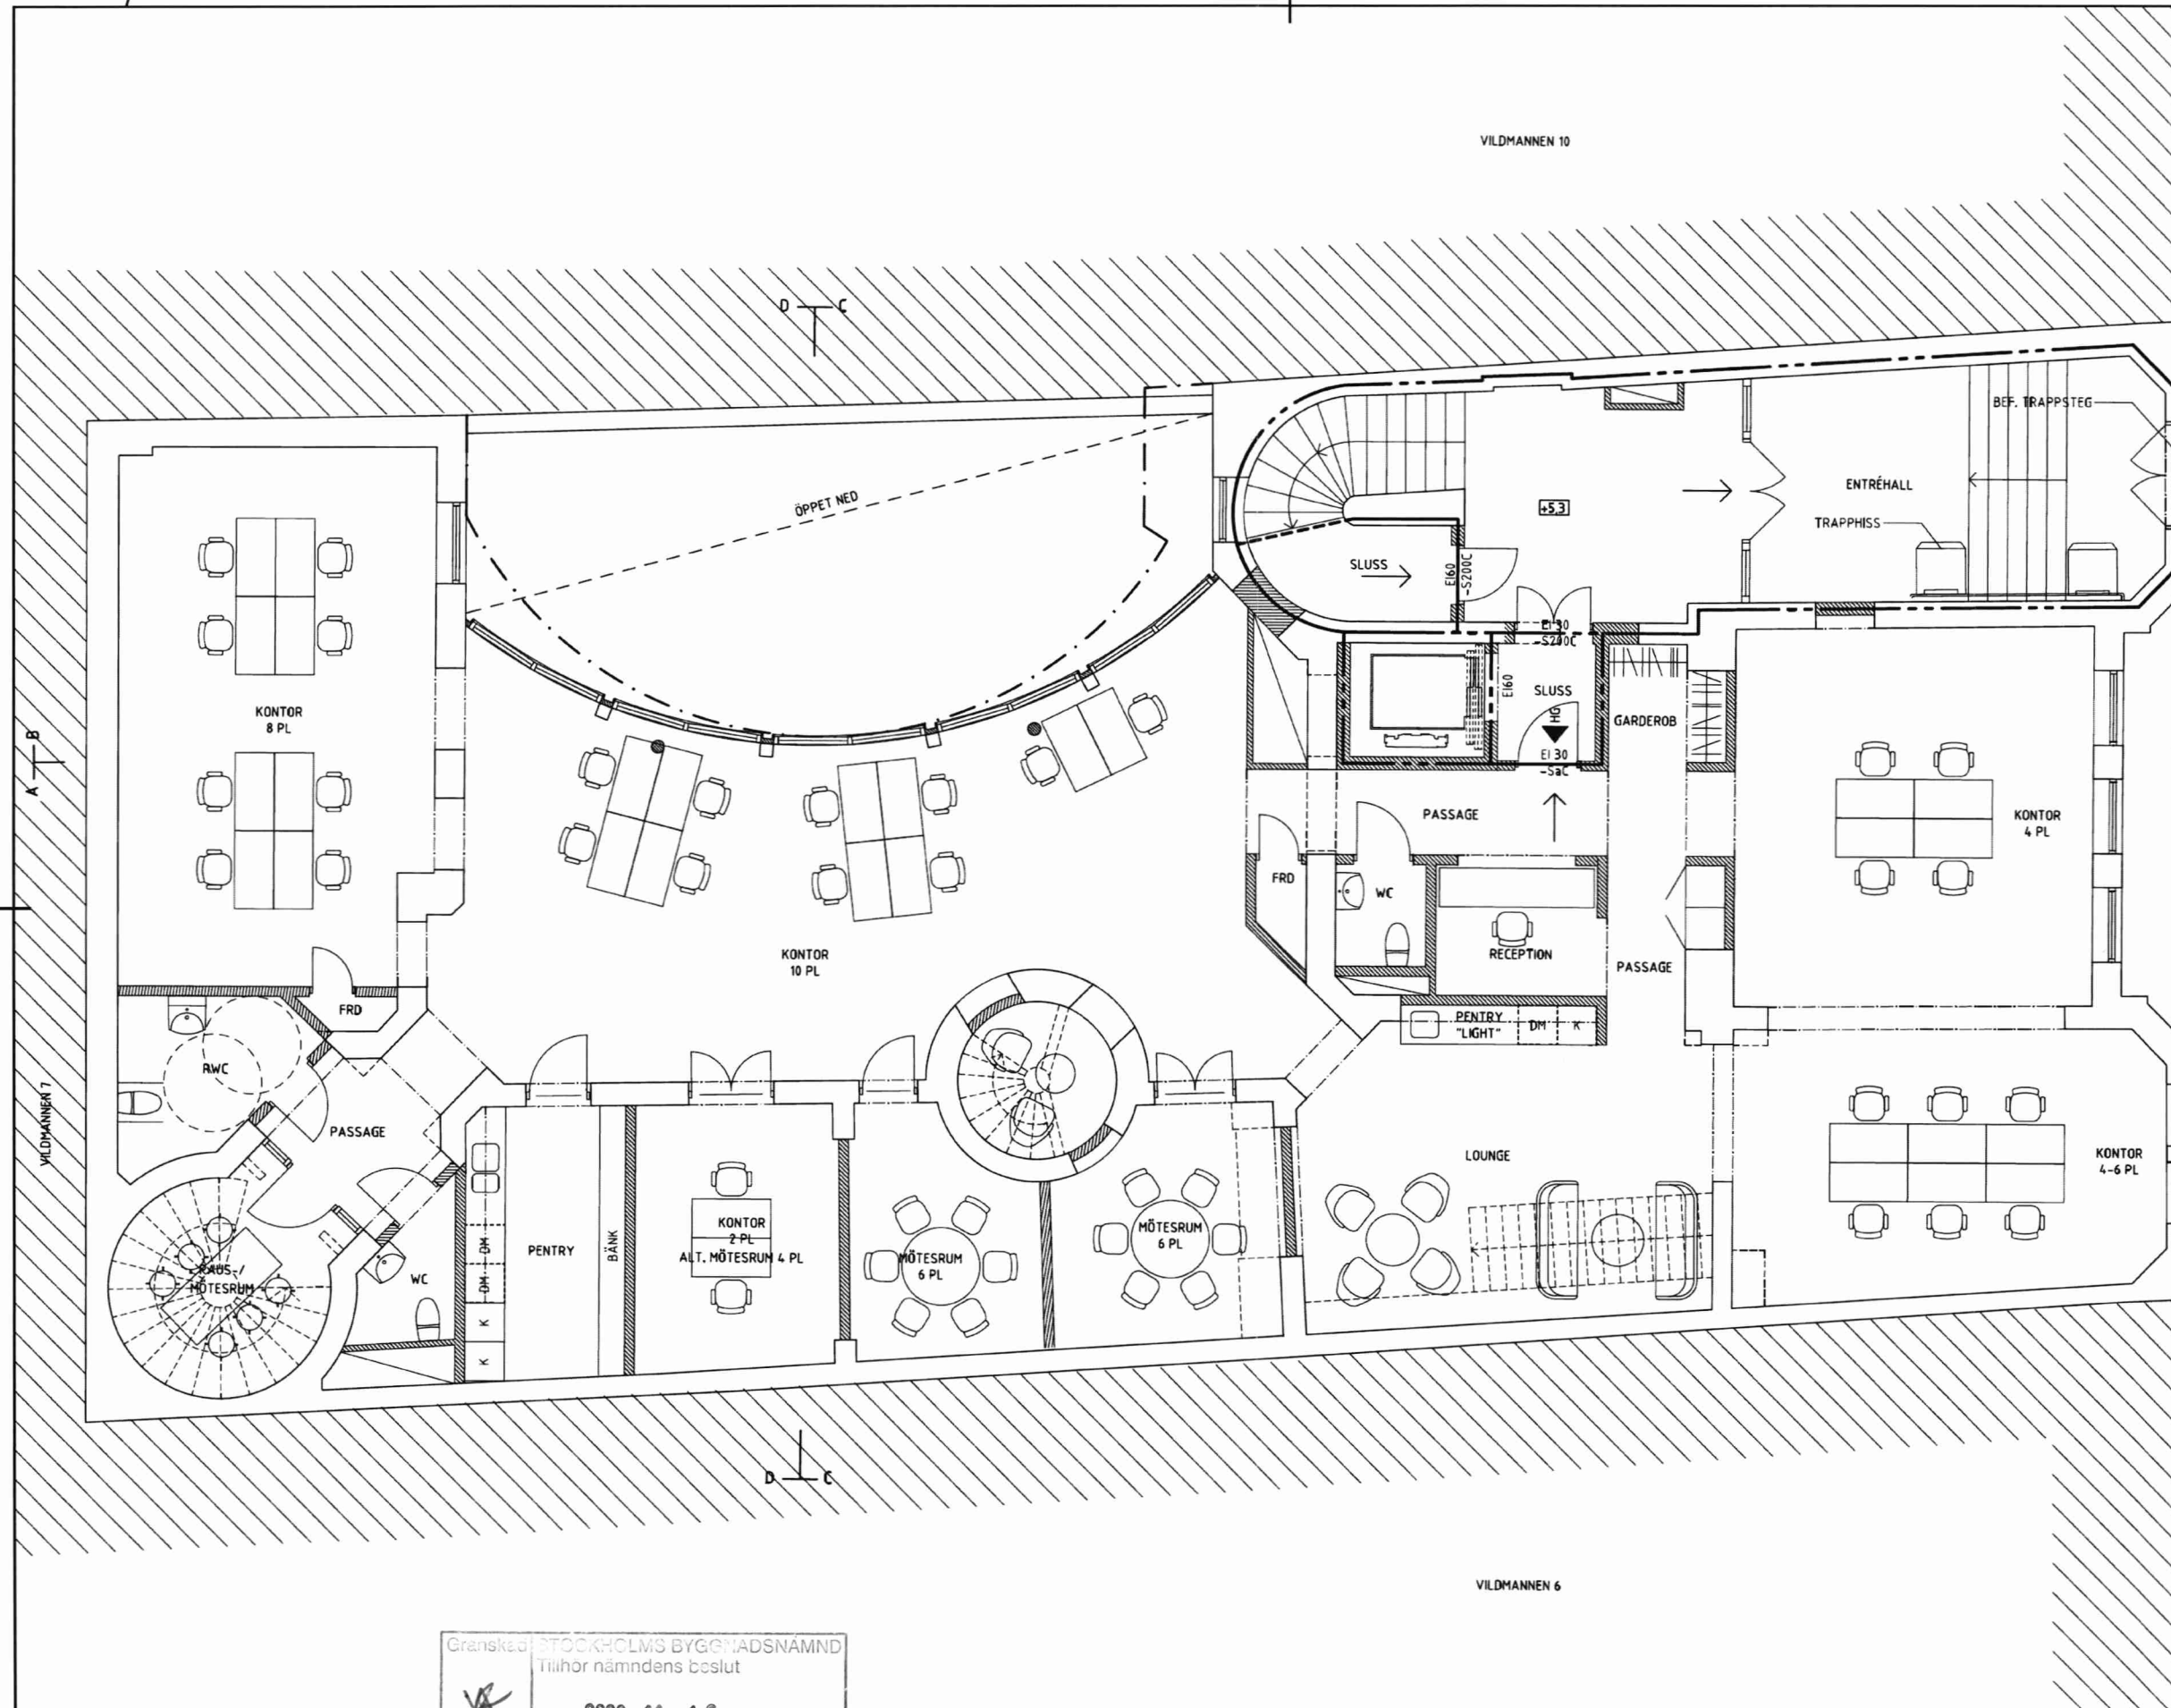 VILDMANNEN 10
D C
BEF. TRAPPSTEG
ÖPPET NED
ENTRÉHALL
+5,3
TRAPPHISS
SLUSS
EI60
-S200C
EI 30
-S200C
EI60
SLUSS
HG
EI 30
-SaC
GARDEROB
KONTOR
8 PL
A B
PASSAGE
KONTOR
4 PL
FRD
WC
RECEPTION
PASSAGE
KONTOR
10 PL
FRD
PENTRY
"LIGHT"
DM
K
RWC
VILDMANNEN 7
PASSAGE
LOUNGE
KONTOR
4-6 PL
MÖTESRUM
WC
DM
DM
K
K
PENTRY
BÄNK
KONTOR
2 PL
ALT. MÖTESRUM 4 PL
MÖTESRUM
6 PL
MÖTESRUM
6 PL
D C
VILDMANNEN 6
Granskad
STOCKHOLMS BYGGNADSNÄMND
Tillhör nämndens beslut